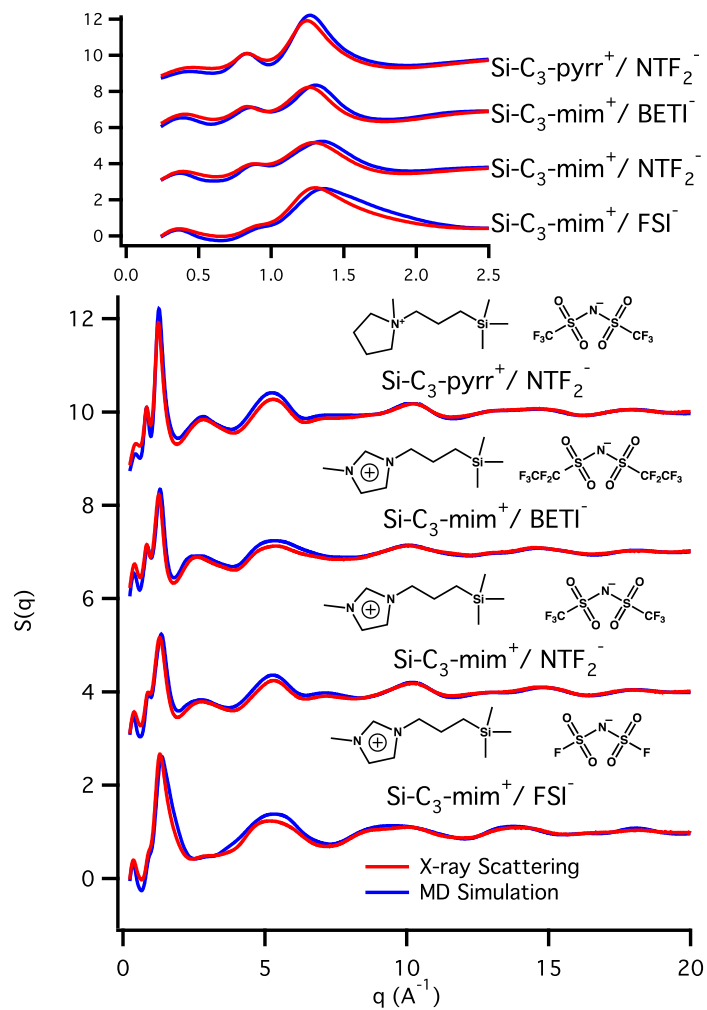 12
10
8
6
4
2
0
Si-C3-pyrr+/ NTF2-
Si-C3-mim+/ BETI-
Si-C3-mim+/ NTF2-
Si-C3-mim+/ FSI-
0.0 0.5 1.0 1.5 2.0 2.5
12
10
8
6
4
2
0
S(q)
N+ Si F3C S O O N- S O O CF3
Si-C3-pyrr+/ NTF2-
N + N Si F3CF2C S O O N- S O O CF2CF3
Si-C3-mim+/ BETI-
N + N Si F3C S O O N- S O O CF3
Si-C3-mim+/ NTF2-
N + N Si F S O O N- S O O F
Si-C3-mim+/ FSI-
X-ray Scattering
MD Simulation
0 5 10 15 20
q (A-1)